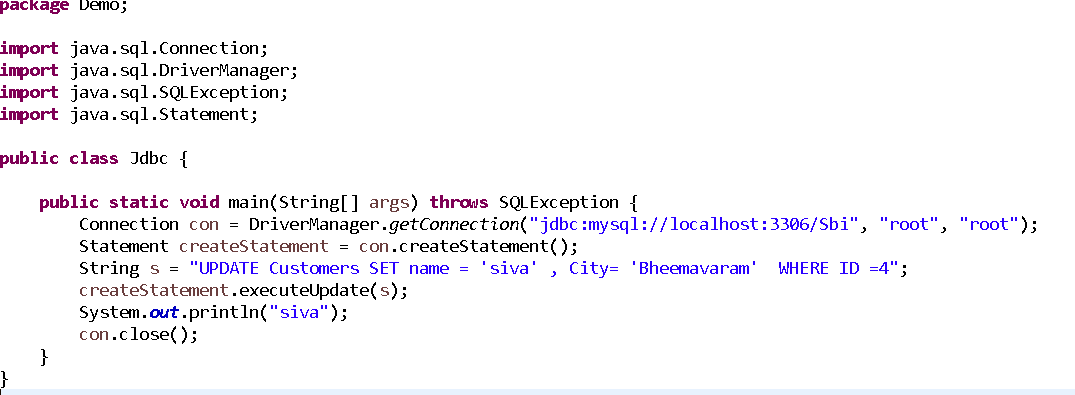 package Demo;
import java.sql.Connection;
import java.sql.DriverManager;
import java.sql.SQLException;
import java.sql.Statement;
public class Jdbc {
public static void main(String[] args) throws SQLException {
Connection con = DriverManager.getConnection("jdbc:mysql://localhost:3306/Sbi", "root", "root");
Statement createStatement = con.createStatement();
String s = "UPDATE Customers SET name = 'siva' , City= 'Bheemavaram'  WHERE ID =4";
createStatement.executeUpdate(s);
System.out.println("siva");
con.close();
}
}